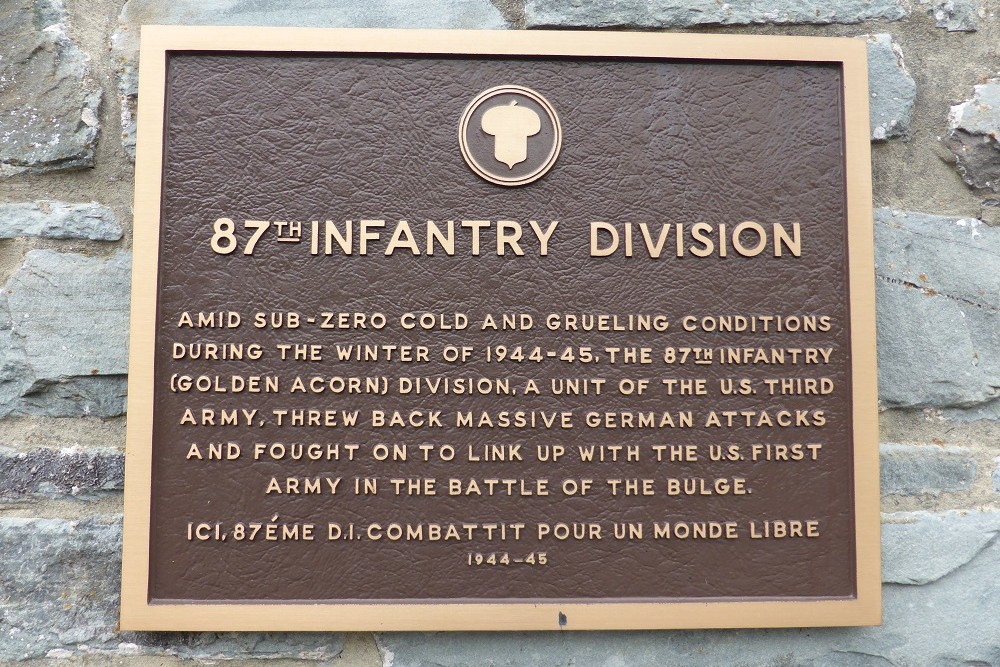 87TH INFANTRY DIVISION
AMID SUB-ZERO COLD AND GRUELING CONDITIONS
DURING THE WINTER OF 1944-45, THE 87TH INFANTRY
(GOLDEN ACORN) DIVISION, A UNIT OF THE U.S. THIRD
ARMY, THREW BACK MASSIVE GERMAN ATTACKS
AND FOUGHT ON TO LINK UP WITH THE U.S. FIRST
ARMY IN THE BATTLE OF THE BULGE.
ICI, 87ÉME D.I. COMBATTIT POUR UN MONDE LIBRE
1944-45